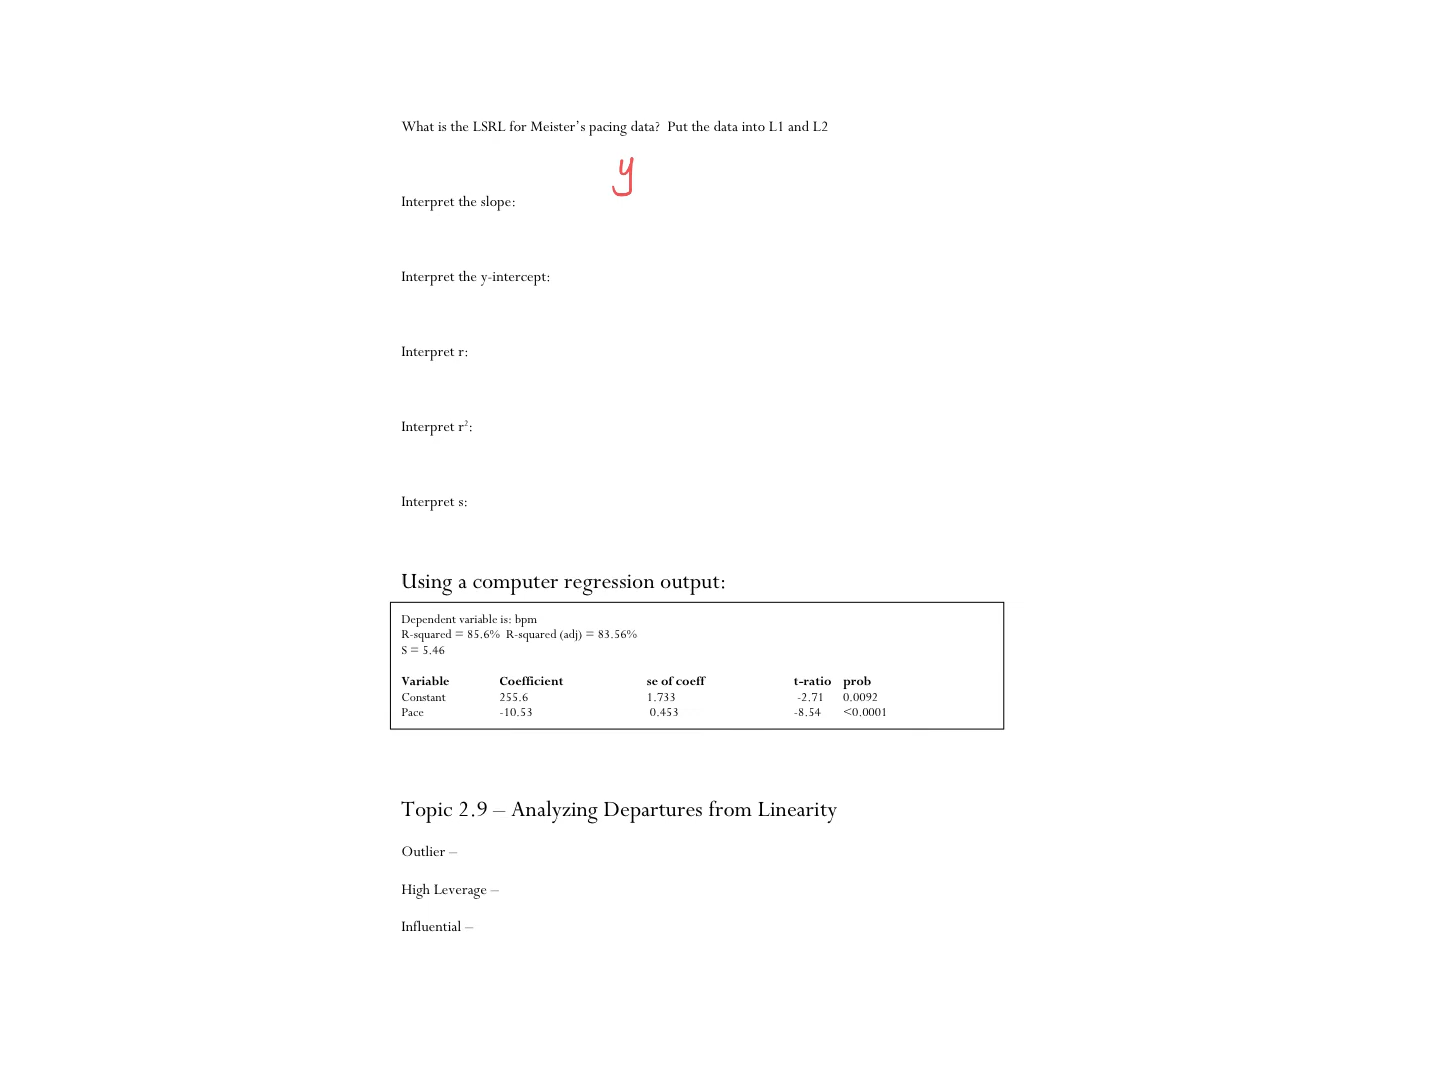 What is the LSRL for Meister's pacing data? Put the data into L1 and L2
y
Interpret the slope:
Interpret the y-intercept:
Interpret r:
Interpret r²:
Interpret s:
Using a computer regression output:
Dependent variable is: bpm
R-squared = 85.6% R-squared (adj) = 83.56%
S = 5.46
Variable Coefficient se of coeff t-ratio prob
Constant 255.6 1.733 -2.71 0.0092
Pace -10.53 0.453 -8.54 <0.0001
Topic 2.9 – Analyzing Departures from Linearity
Outlier –
High Leverage –
Influential –